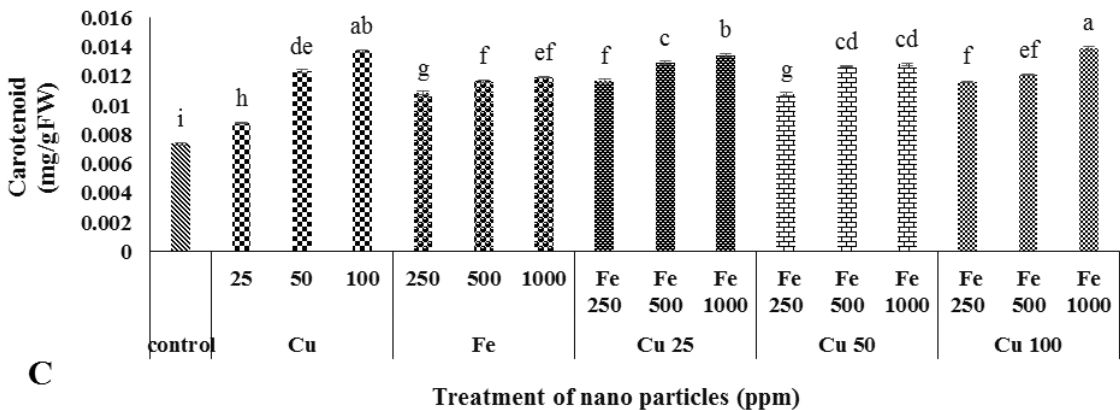 Carotenoid
(mg/gFW)
0.016
0.014
0.012
0.01
0.008
0.006
0.004
0.002
0
i h de ab g f ef f c b g cd cd f ef a
25 50 100 250 500 1000 Fe Fe Fe Fe Fe Fe Fe Fe Fe
250 500 1000 250 500 1000 250 500 1000
control Cu Fe Cu 25 Cu 50 Cu 100
C
Treatment of nano particles (ppm)